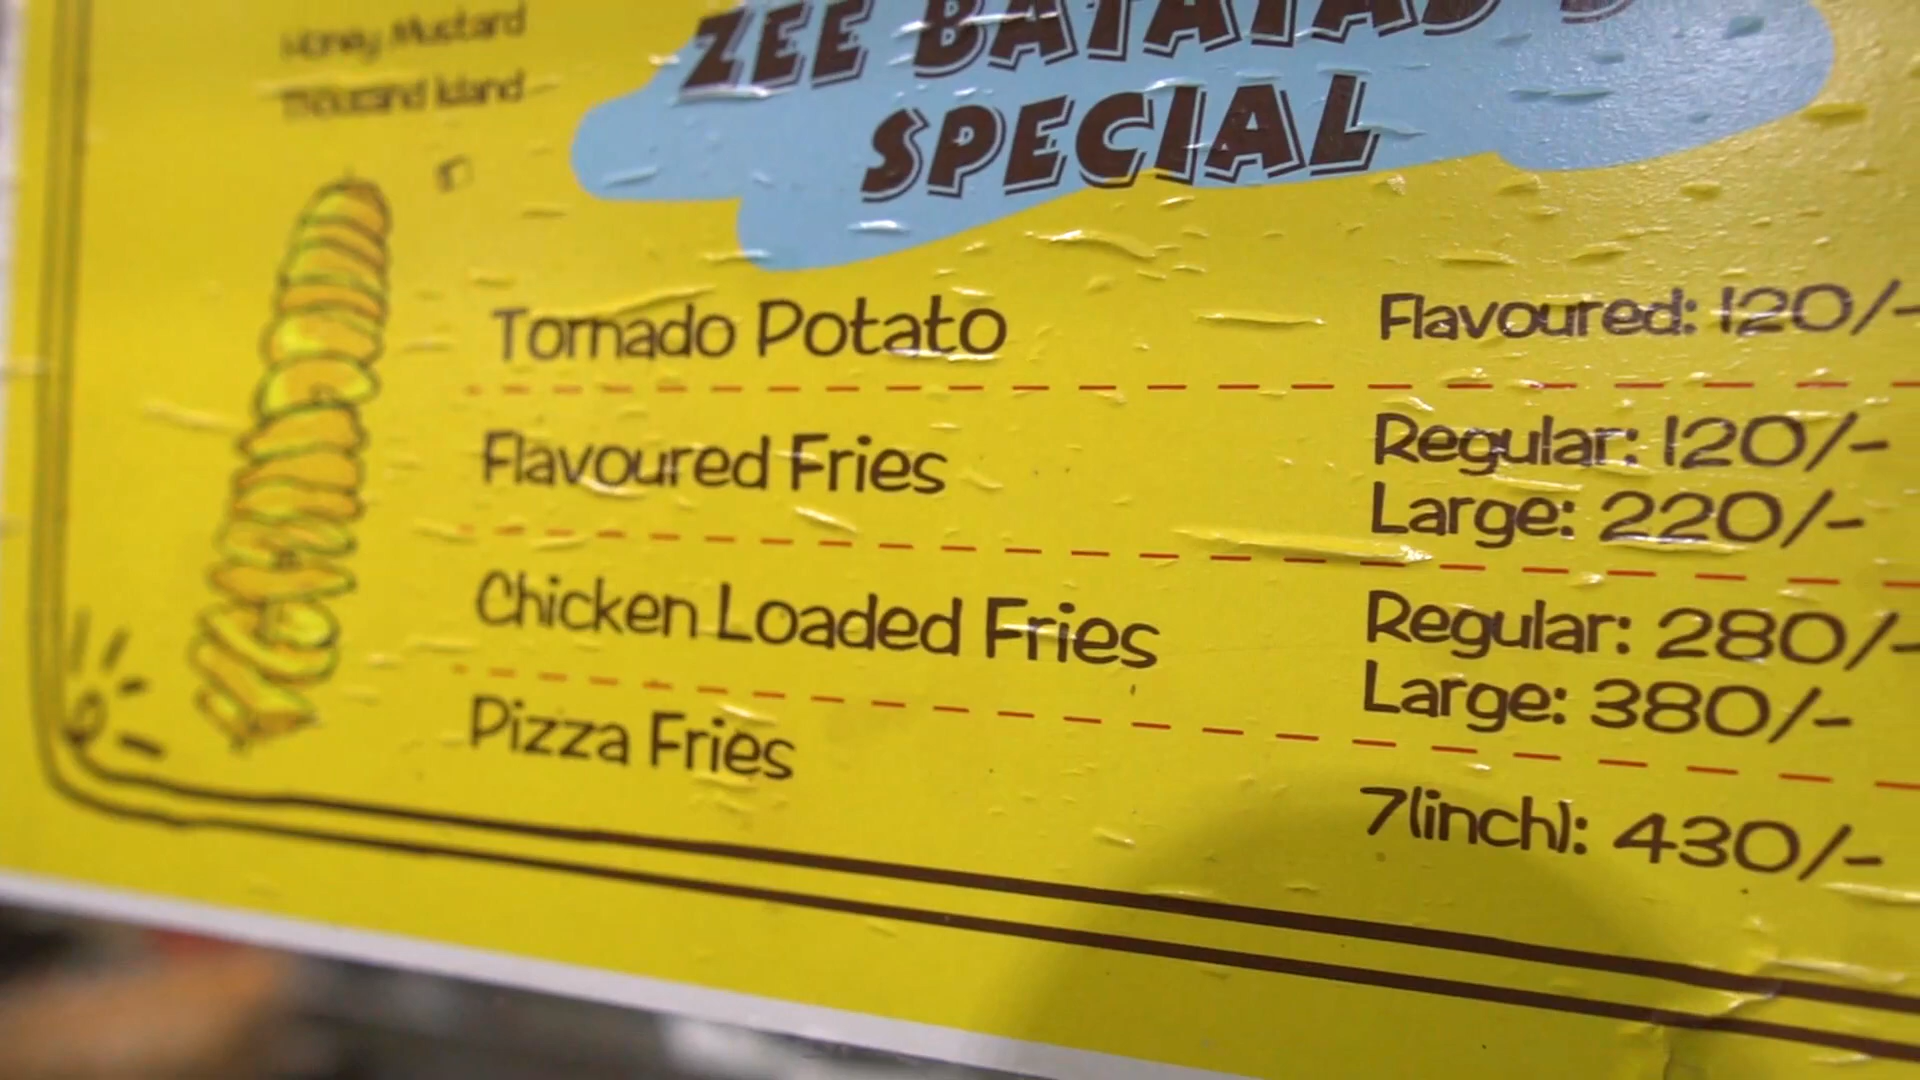 Honey Mustard
Thousand Island
ZEE BATATAS'S
SPECIAL
Tornado Potato
Flavoured: 120/-
Flavoured Fries
Regular: 120/-
Large: 220/-
Chicken Loaded Fries
Regular: 280/-
Large: 380/-
Pizza Fries
7(inch): 430/-